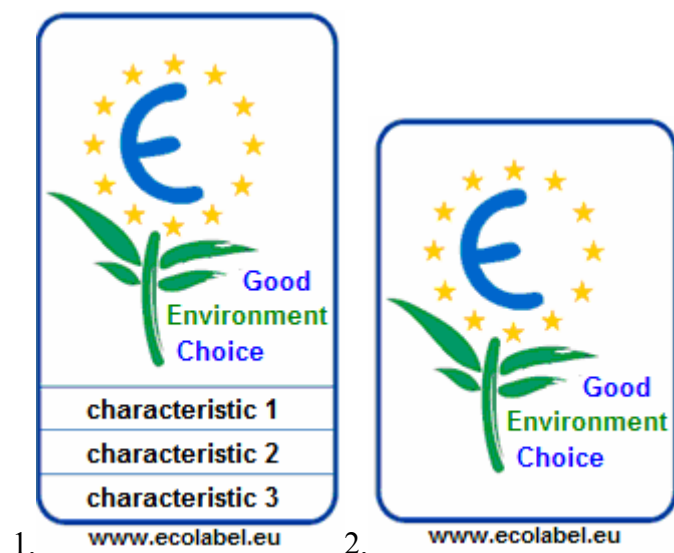 Good
Environment
Choice
characteristic 1
characteristic 2
characteristic 3
1.
www.ecolabel.eu
Good
Environment
Choice
2.
www.ecolabel.eu